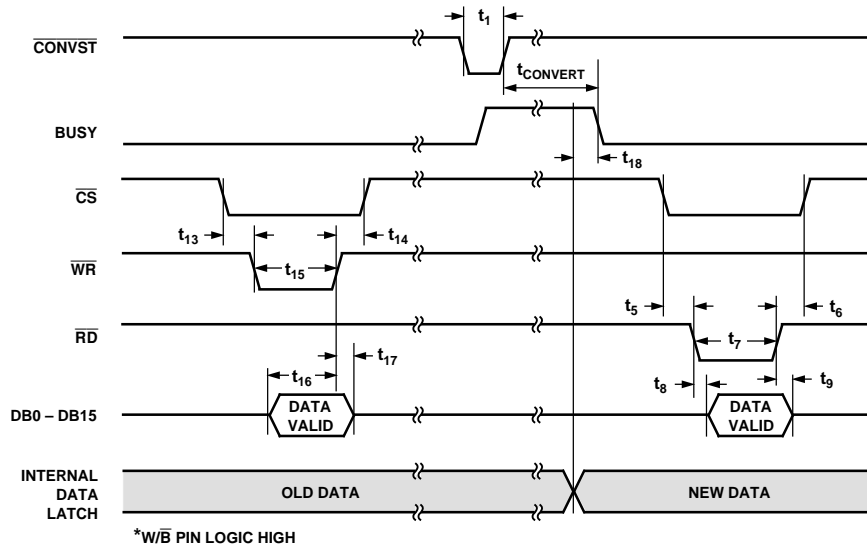 t1
CONVST
tCONVERT
BUSY
t18
CS
t13
t14
WR
t15
t5
t6
RD
t7
t17
t16
t8
t9
DB0 – DB15
DATA
VALID
DATA
VALID
INTERNAL
DATA
LATCH
OLD DATA
NEW DATA
*W/B PIN LOGIC HIGH